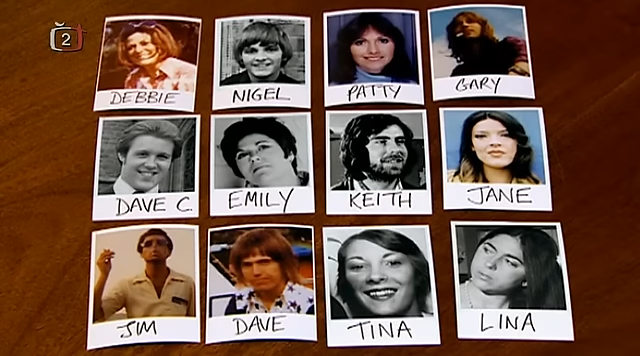 2
DEBBIE
NIGEL
PATTY
GARY
DAVE C.
EMILY
KEITH
JANE
JIM
DAVE
TINA
LINA